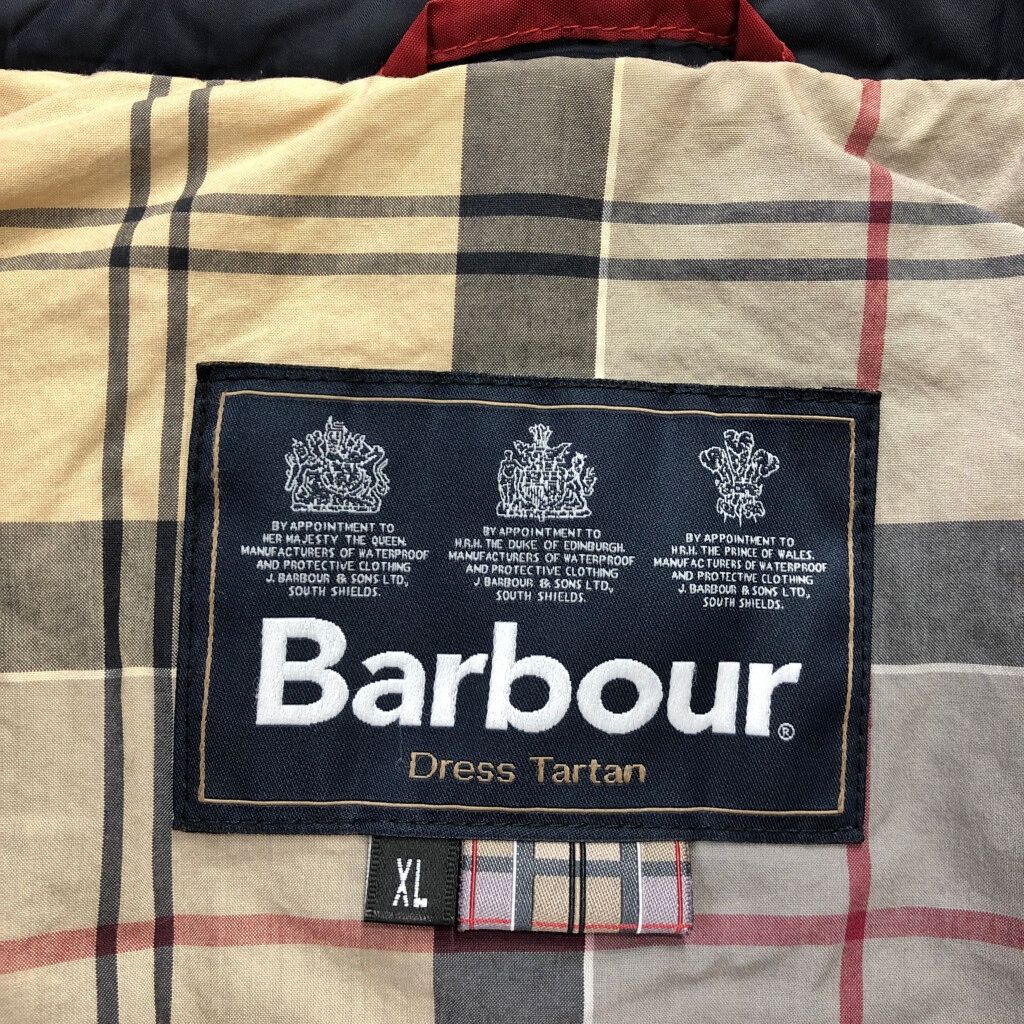 BY APPOINTMENT TO
HER MAJESTY THE QUEEN.
MANUFACTURERS OF WATERPROOF
AND PROTECTIVE CLOTHING
J. BARBOUR & SONS LTD.,
SOUTH SHIELDS.
BY APPOINTMENT TO
H.R.H. THE DUKE OF EDINBURGH.
MANUFACTURERS OF WATERPROOF
AND PROTECTIVE CLOTHING
J. BARBOUR & SONS LTD.,
SOUTH SHIELDS.
BY APPOINTMENT TO
H.R.H. THE PRINCE OF WALES.
MANUFACTURERS OF WATERPROOF
AND PROTECTIVE CLOTHING
J. BARBOUR & SONS LTD.,
SOUTH SHIELDS.
Barbour®
Dress Tartan
XL